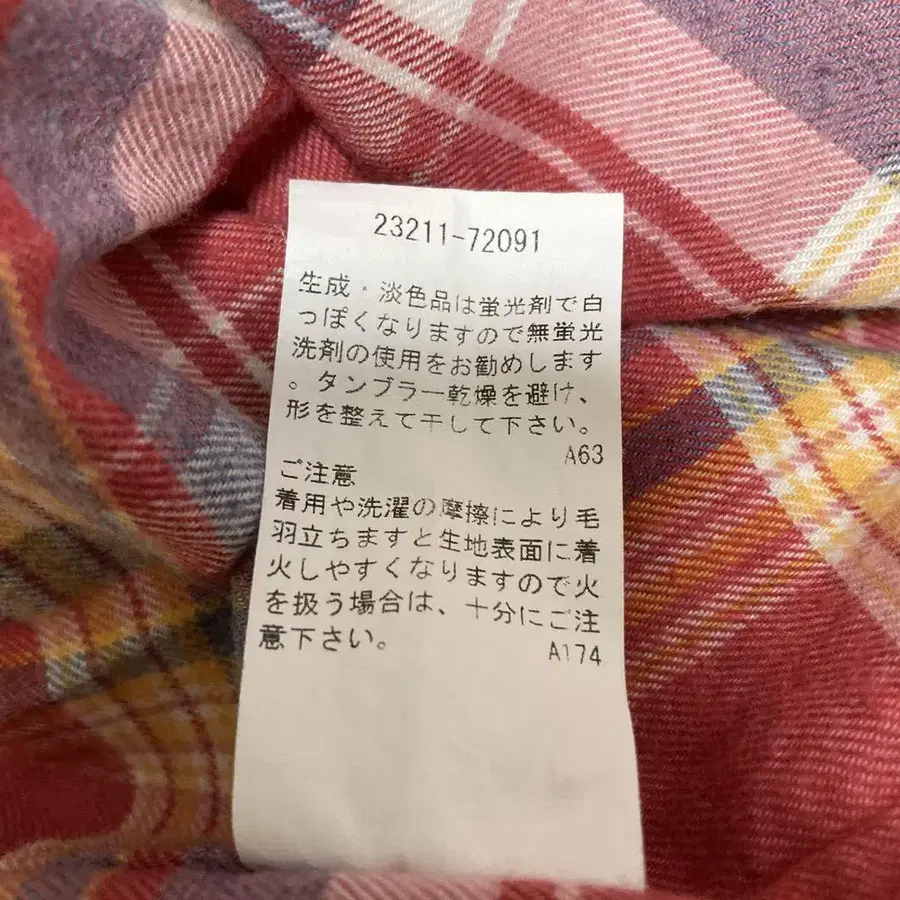 23211-72091
生成・淡色品は蛍光剤で白
っぽくなりますので無蛍光
洗剤の使用をお勧めします
。タンブラー乾燥を避け、
形を整えて干して下さい。
A63
ご注意
着用や洗濯の摩擦により毛
羽立ちますと生地表面に着
火しやすくなりますので火
を扱う場合は、十分にご注
意下さい。
A174